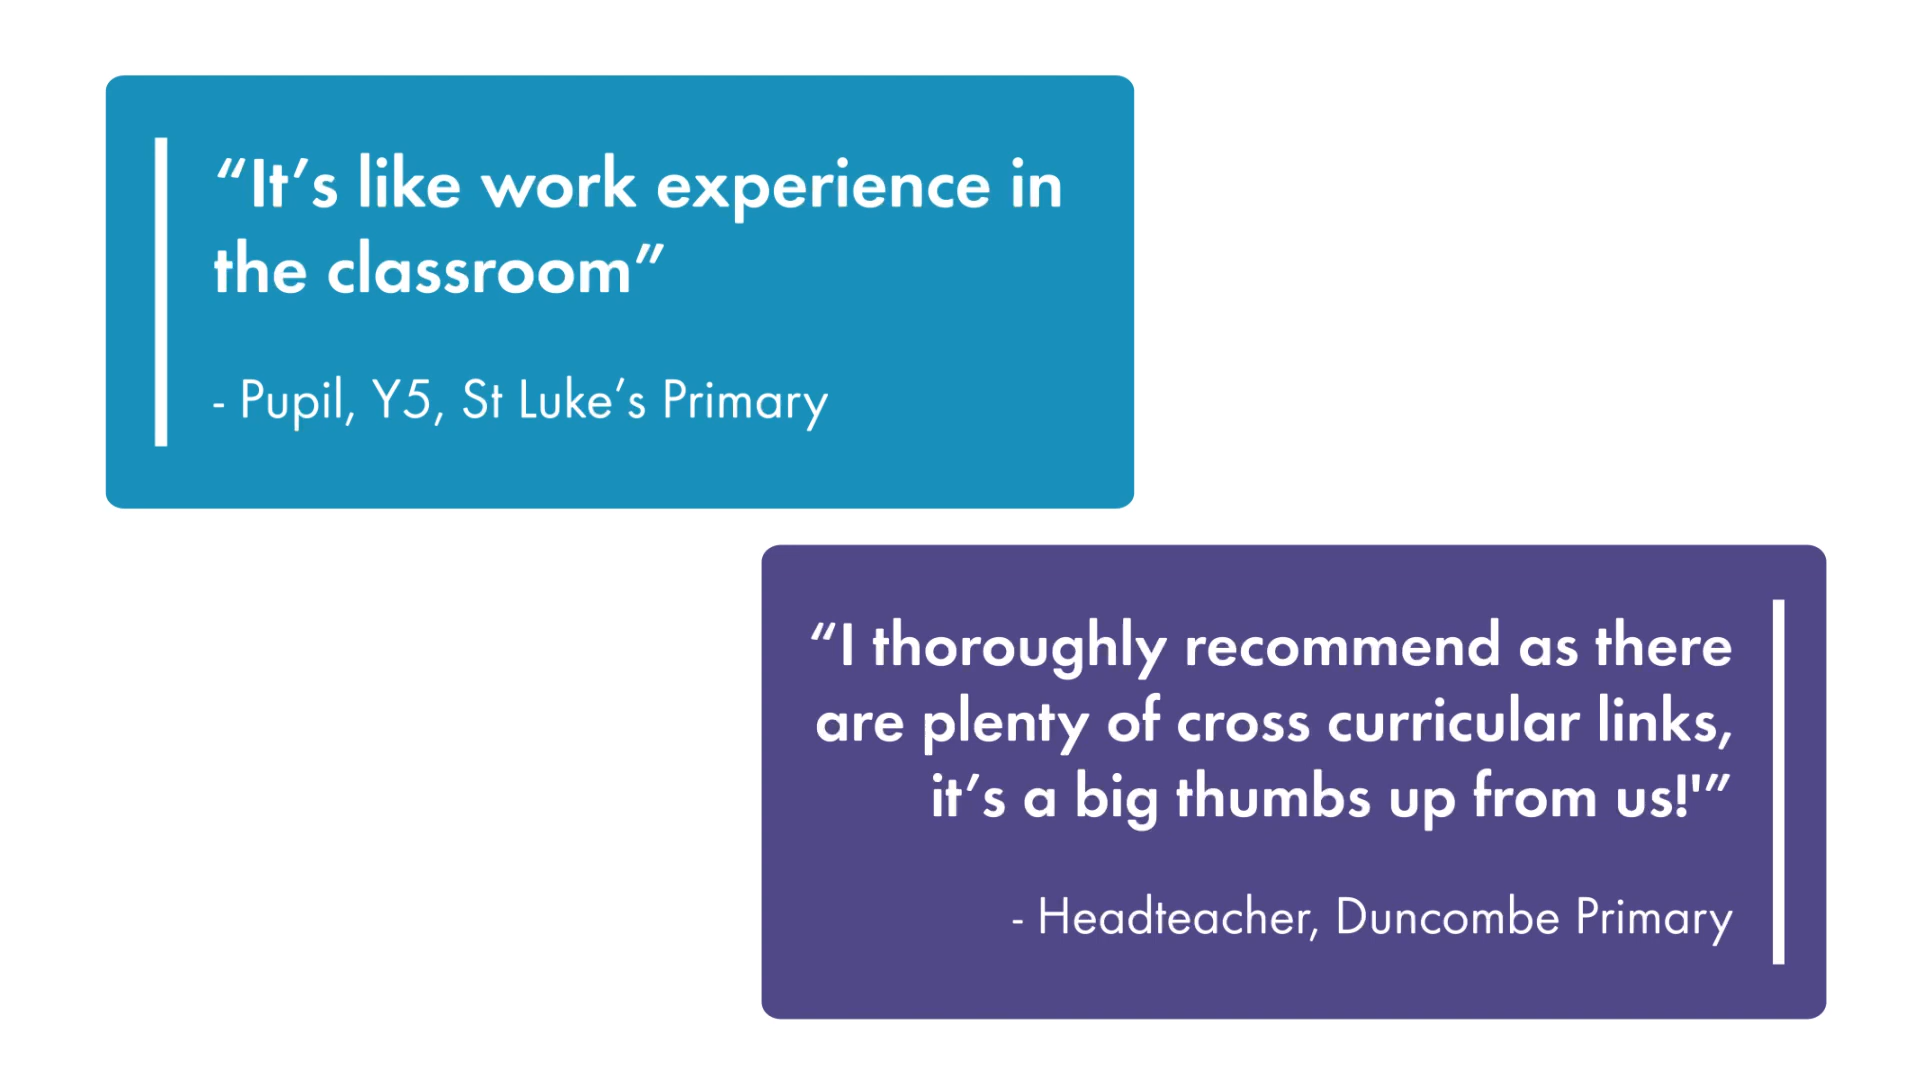 “It’s like work experience in
the classroom”
- Pupil, Y5, St Luke’s Primary
“I thoroughly recommend as there
are plenty of cross curricular links,
it’s a big thumbs up from us!'”
- Headteacher, Duncombe Primary